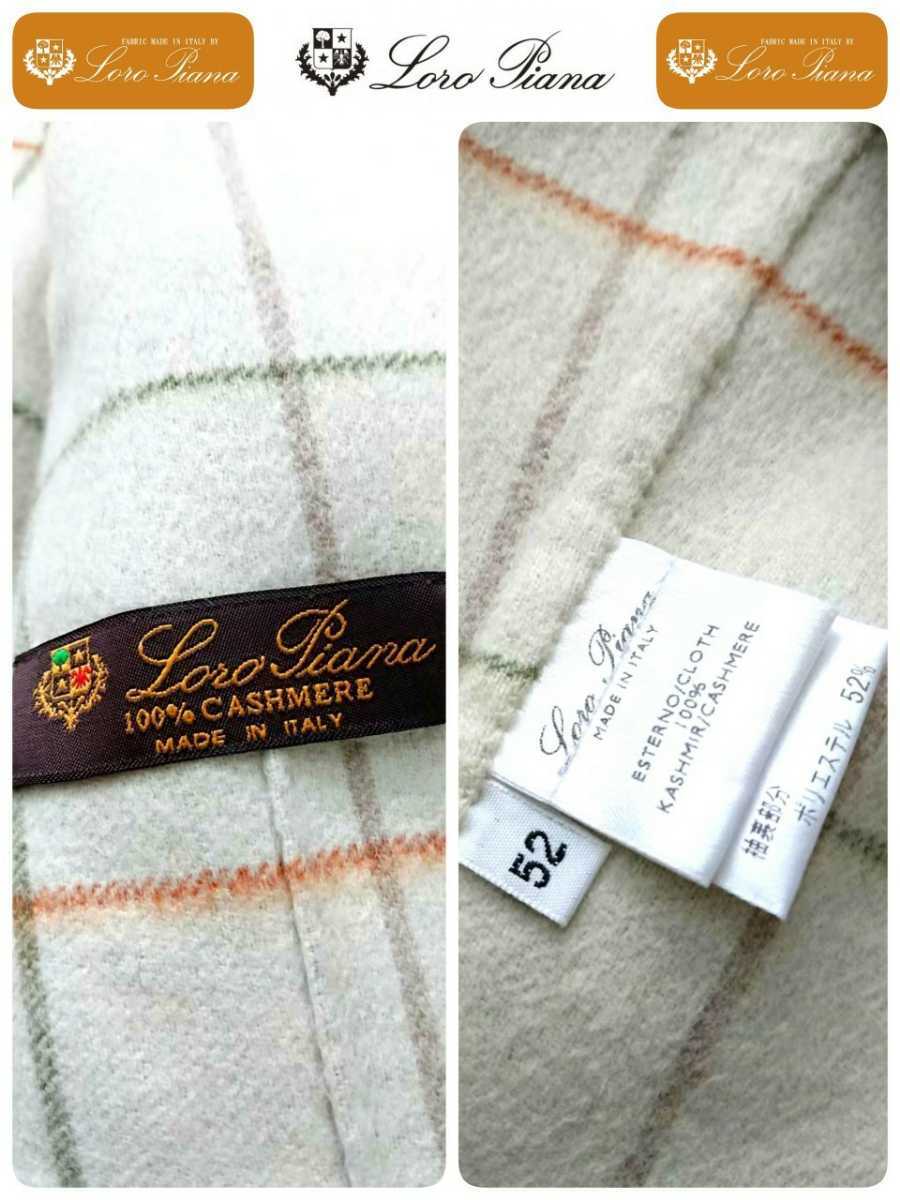 FABRIC MADE IN ITALY BY
Loro Piana
Loro Piana
FABRIC MADE IN ITALY BY
Loro Piana
Loro Piana
100% CASHMERE
MADE IN ITALY
Loro Piana
MADE IN ITALY
ESTERNO/CLOTH
100%
KASHMIR/CASHMERE
袖裏部分
ポリエステル 52%
52